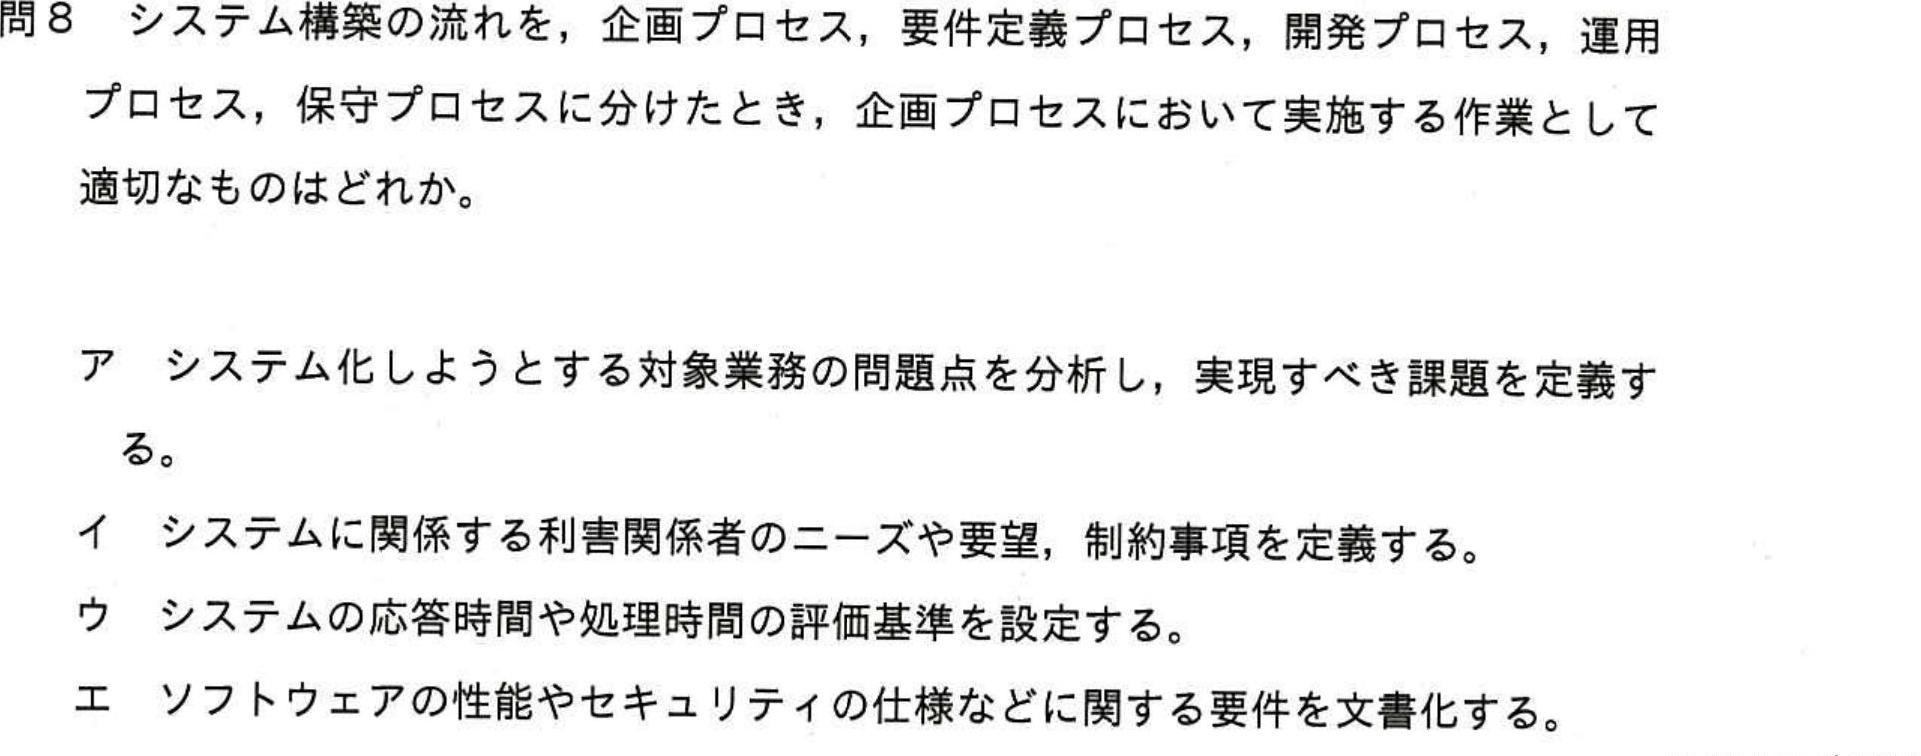 問8　システム構築の流れを，企画プロセス，要件定義プロセス，開発プロセス，運用
プロセス，保守プロセスに分けたとき，企画プロセスにおいて実施する作業として
適切なものはどれか。
ア　システム化しようとする対象業務の問題点を分析し，実現すべき課題を定義す
る。
イ　システムに関係する利害関係者のニーズや要望，制約事項を定義する。
ウ　システムの応答時間や処理時間の評価基準を設定する。
エ　ソフトウェアの性能やセキュリティの仕様などに関する要件を文書化する。